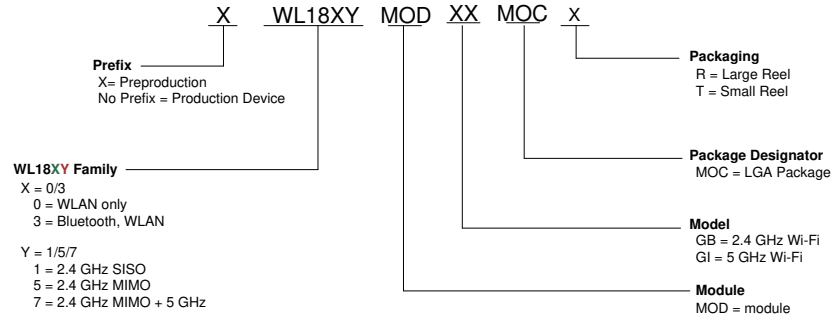 X WL18XY MOD XX MOC X
Prefix
X= Preproduction
No Prefix = Production Device
WL18XY Family
X = 0/3
0 = WLAN only
3 = Bluetooth, WLAN
Y = 1/5/7
1 = 2.4 GHz SISO
5 = 2.4 GHz MIMO
7 = 2.4 GHz MIMO + 5 GHz
Packaging
R = Large Reel
T = Small Reel
Package Designator
MOC = LGA Package
Model
GB = 2.4 GHz Wi-Fi
GI = 5 GHz Wi-Fi
Module
MOD = module